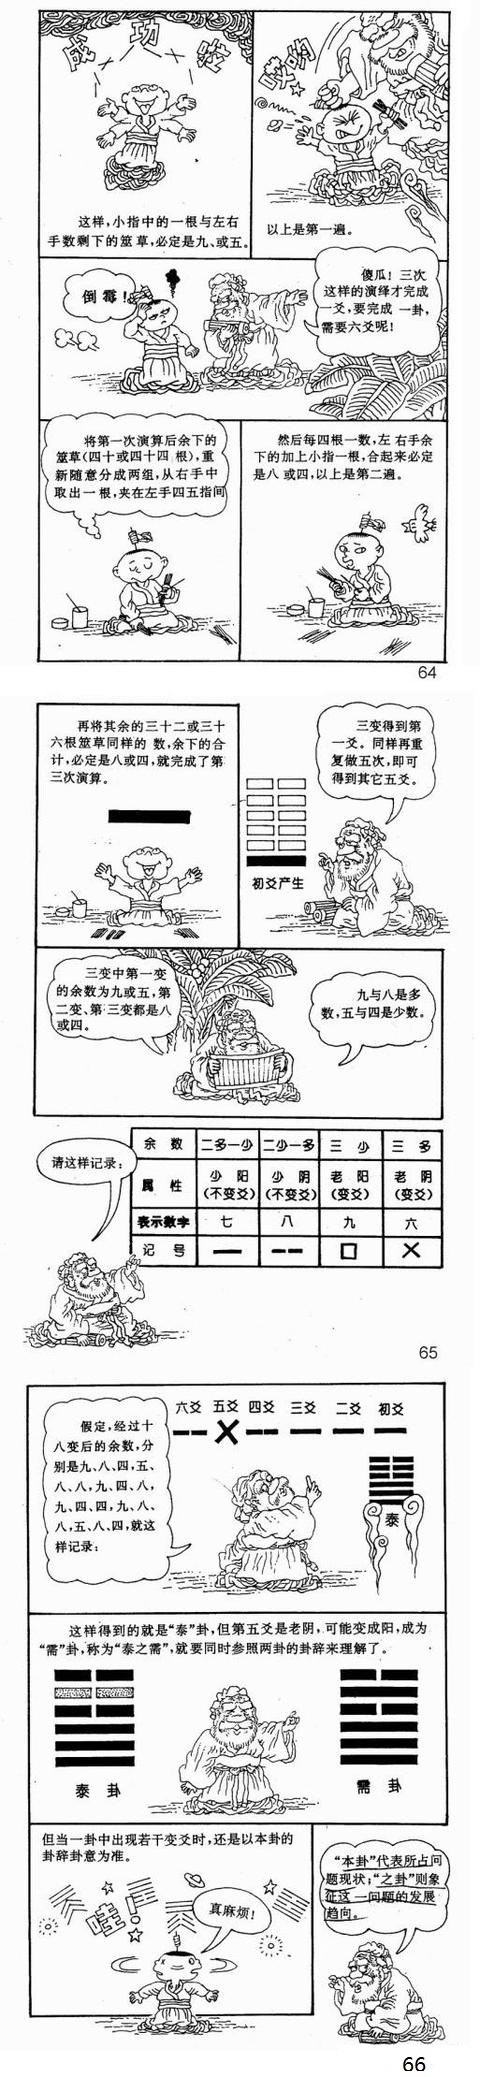 成功哎
这样,小指中的一根与左右
手数剩下的筮草,必定是九、或五。
哎哟
以上是第一遍。
倒霉!
傻瓜!三次
这样的演绎才完成
一爻,要完成 一卦,
需要六爻呢!
将第一次演算后余下的
筮草(四十或四十四 根),重
新随意分成两组,从右手中
取出一根,夹在左手四五指间
然后每四根一数,左 右手余
下的加上小指一根,合起来必定
是八 或四,以上是第二遍。
64
再将其余的三十二或三十
六根筮草同样的 数,余下的合
计,必定是八或四,就完成了第
三次演算。
初爻产生
三变得到第
一爻。同样再重
复做五次,即可
得到其它五爻。
三变中第一变
的余数为九或五,第
二变、第三变都是八
或四。
九与八是多
数,五与四是少数。
请这样记录:
余 数 二多一少 二少一多 三 少 三 多
属 性 少 阳 少 阴 老 阳 老 阴
(不变爻) (不变爻) (变爻) (变爻)
表示数字 七 八 九 六
记 号
65
假定,经过十
八变后的余数,分
别是九、八、四,五、
八、八,九、四、八,
九、四、四,九、八、
八,五、八、四,就这
样记录:
六爻 五爻 四爻 三爻 二爻 初爻
泰
这样得到的就是“泰”卦,但第五爻是老阴,可能变成阳,成为
“需”卦,称为“泰之需”,就要同时参照两卦的卦辞来理解了。
泰 卦
需 卦
但当一卦中出现若干变爻时,还是以本卦的
卦辞卦意为准。
哇!
真麻烦!
“本卦”代表所占问
题现状;“之卦”则象
征这一问题的发展
趋向。
66